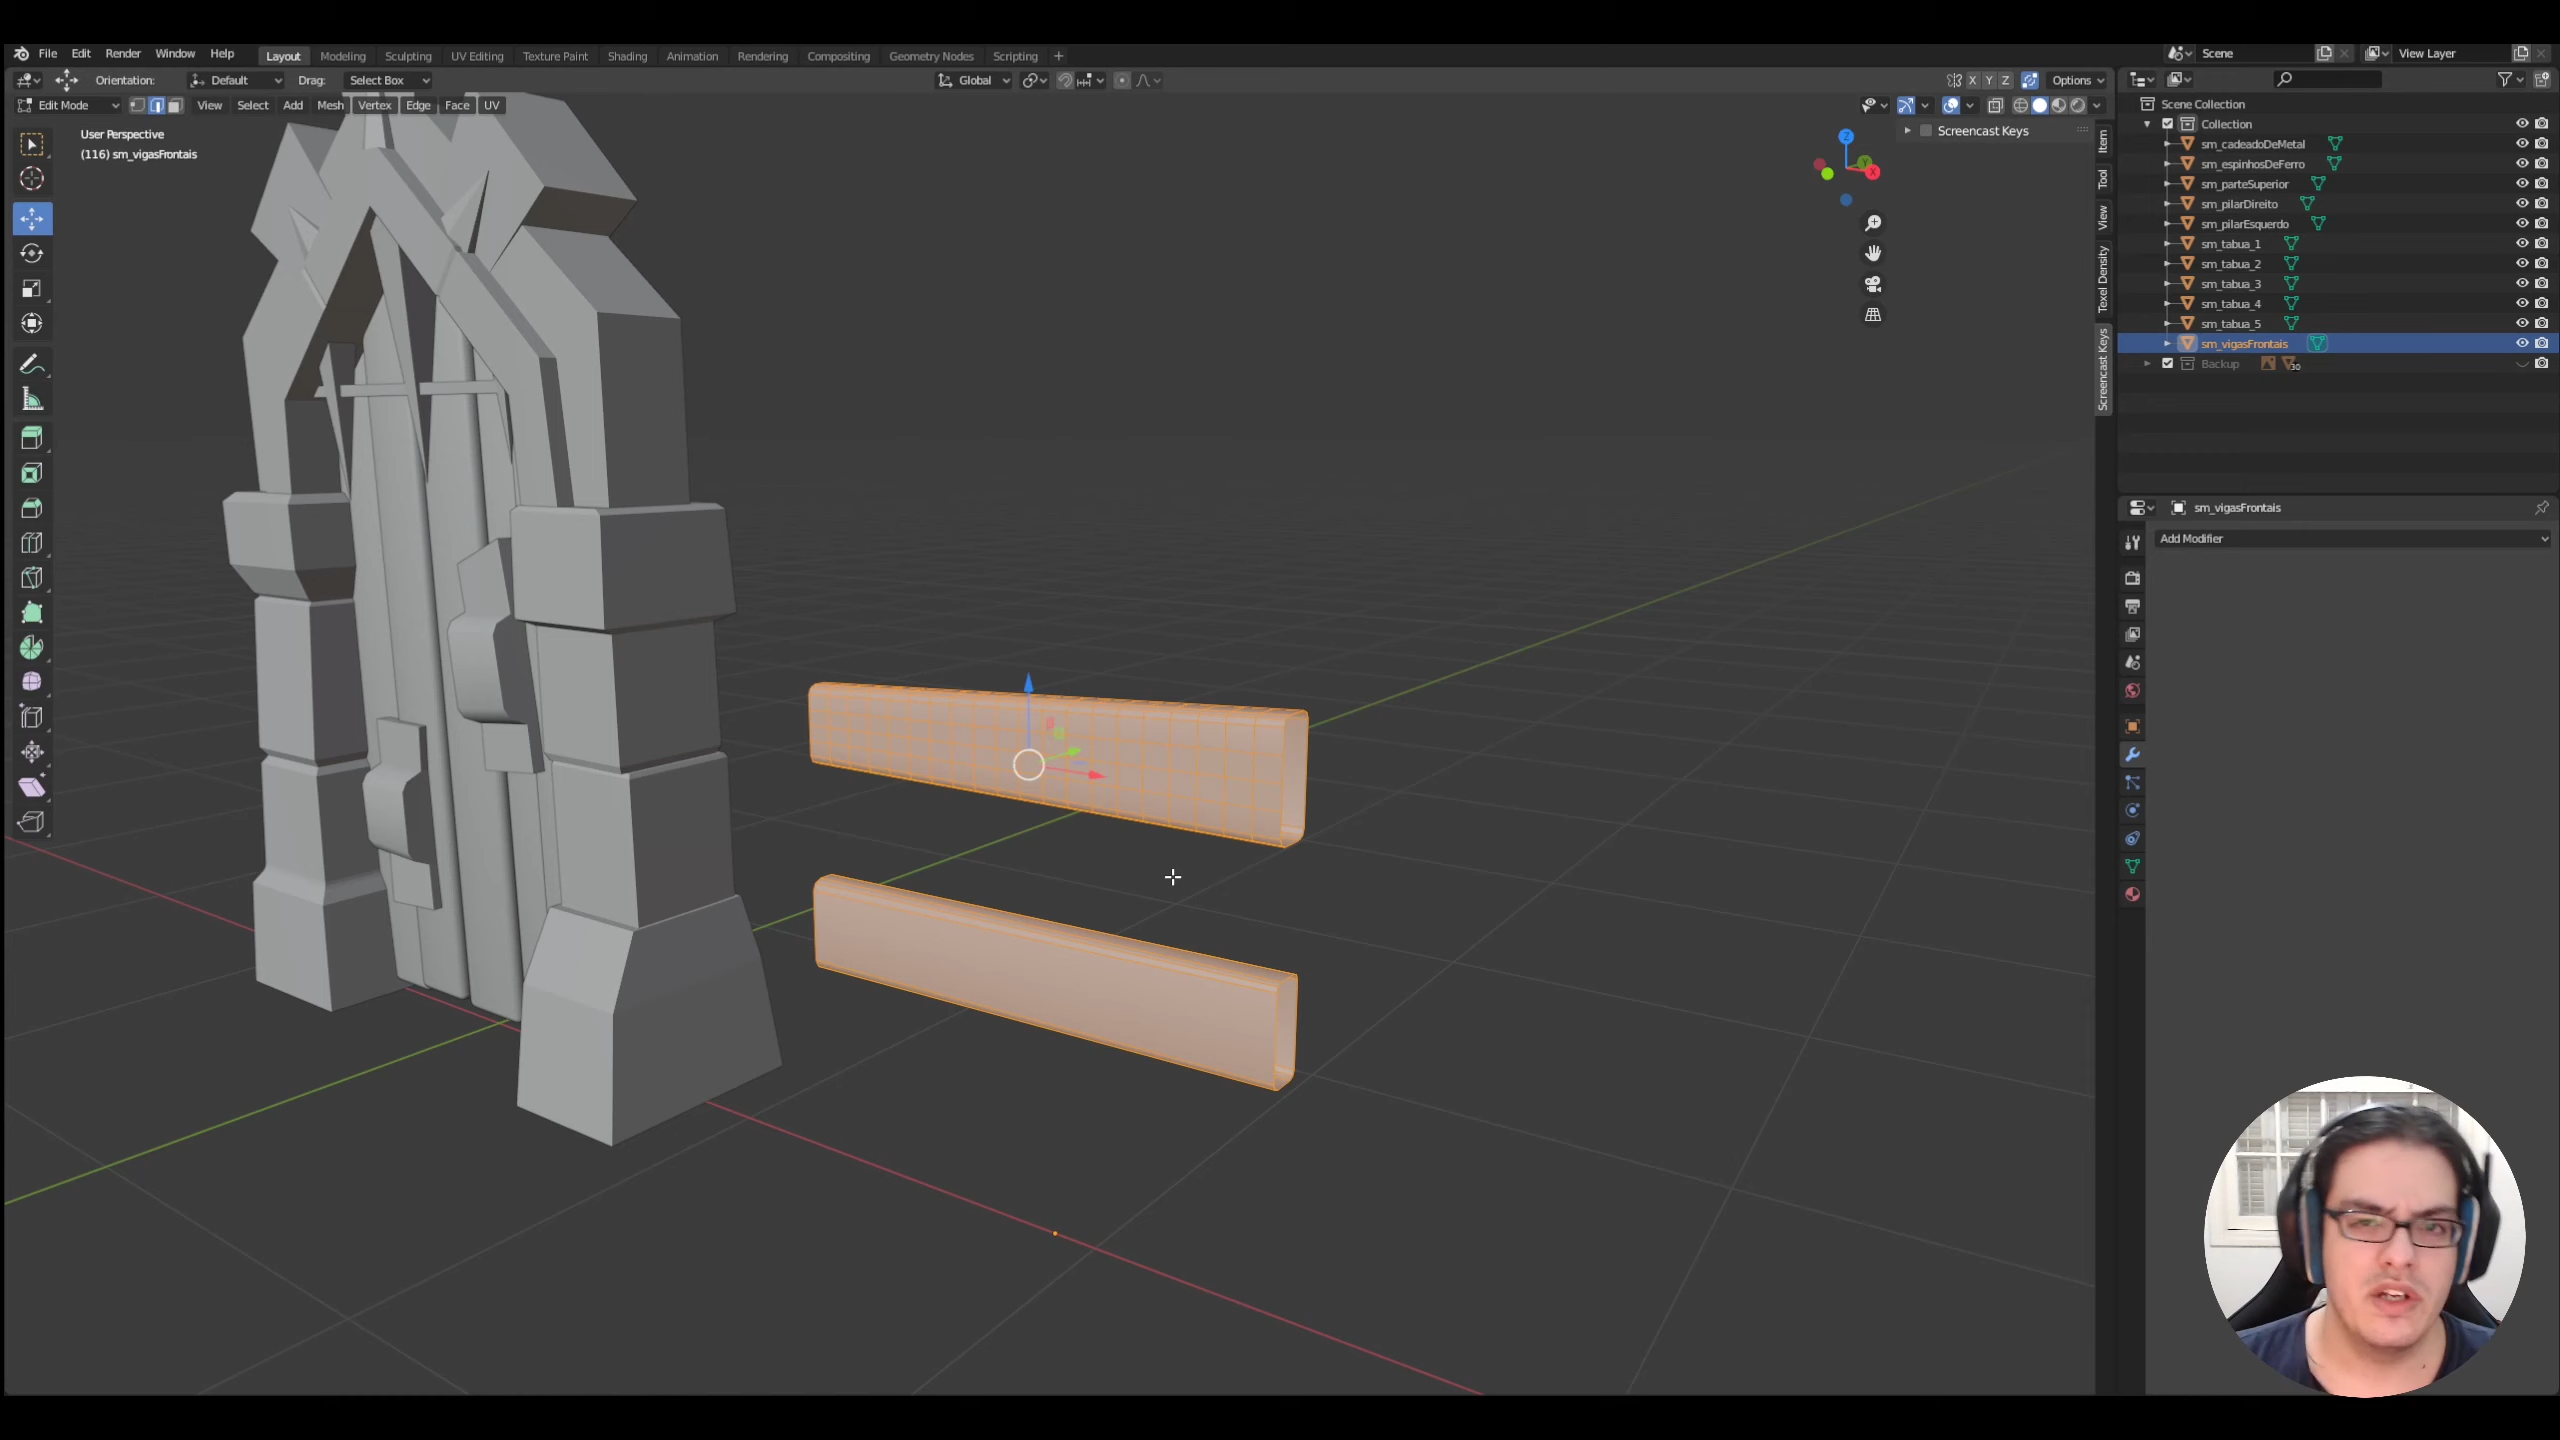 File Edit Render Window Help Layout Modeling Sculpting UV Editing Texture Paint Shading Animation Rendering Compositing Geometry Nodes Scripting + Scene View Layer
Orientation: Default Drag: Select Box Global X Y Z Options
Edit Mode View Select Add Mesh Vertex Edge Face UV
User Perspective
(116) sm_vigasFrontais
Screencast Keys
Z
Y
X
Item
Tool
View
Texel Density
Screencast Keys
Scene Collection
Collection
sm_cadeadoDeMetal
sm_espinhosDeFerro
sm_parteSuperior
sm_pilarDireito
sm_pilarEsquerdo
sm_tabua_1
sm_tabua_2
sm_tabua_3
sm_tabua_4
sm_tabua_5
sm_vigasFrontais
Backup 30
sm_vigasFrontais
Add Modifier